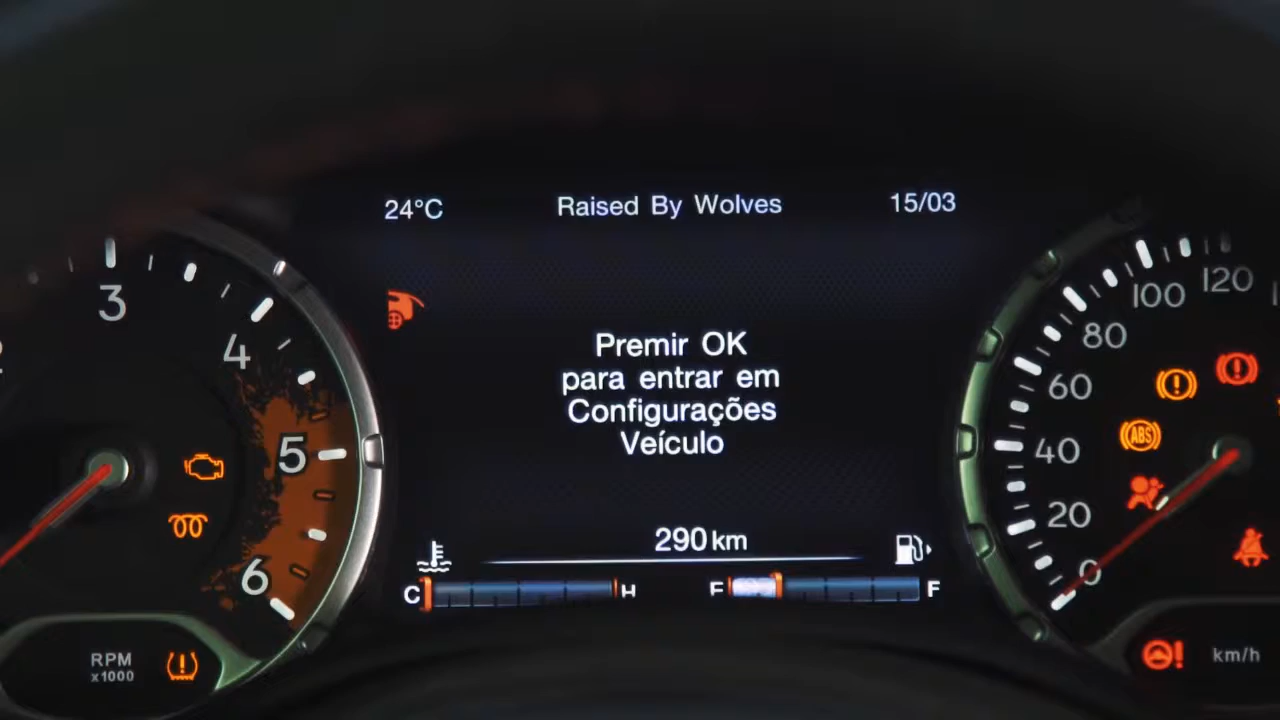 24°C Raised By Wolves 15/03
3
4
5
6
RPM
x1000
Premir OK
para entrar em
Configurações
Veículo
290 km
C H E F
120
100
80
60
40
20
0
ABS
km/h